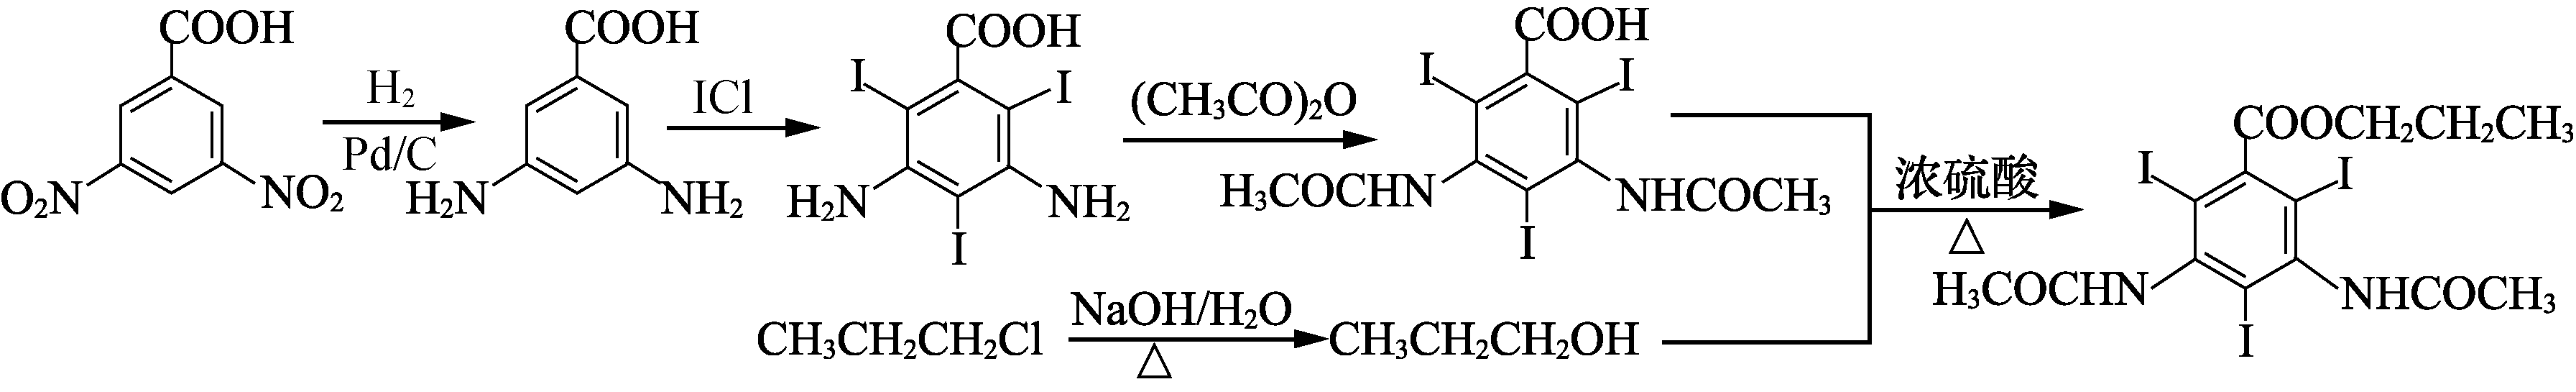 COOH
O₂N
NO₂
H₂
Pd/C
COOH
H₂N
NH₂
ICl
COOH
I
I
H₂N
NH₂
I
(CH₃CO)₂O
COOH
I
I
H₃COCHN
NHCOCH₃
I
CH₃CH₂CH₂Cl
NaOH/H₂O
△
CH₃CH₂CH₂OH
浓硫酸
△
COOCH₂CH₂CH₃
I
I
H₃COCHN
NHCOCH₃
I